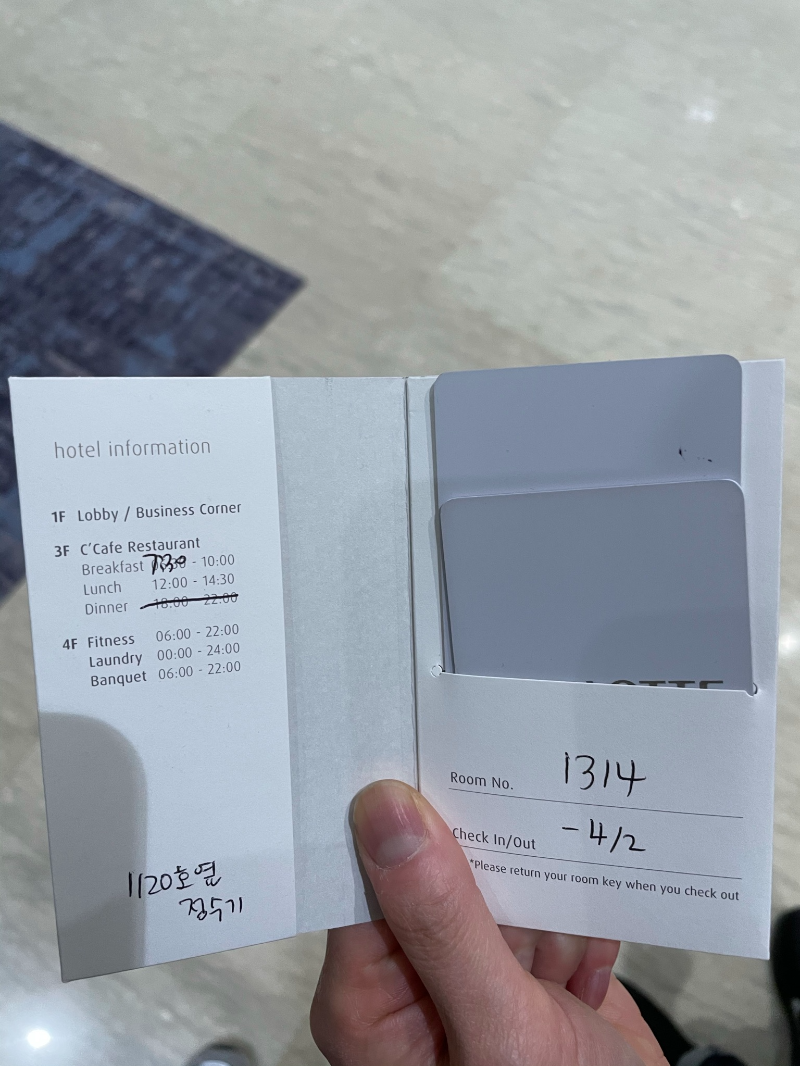 hotel information
1F Lobby / Business Corner
3F C'Cafe Restaurant
Breakfast 7:30 - 10:00
Lunch 12:00 - 14:30
Dinner 18:00 - 22:00
4F Fitness 06:00 - 22:00
Laundry 00:00 - 24:00
Banquet 06:00 - 22:00
1120호옆
정수기
Room No. 1314
Check In/Out - 4/2
*Please return your room key when you check out